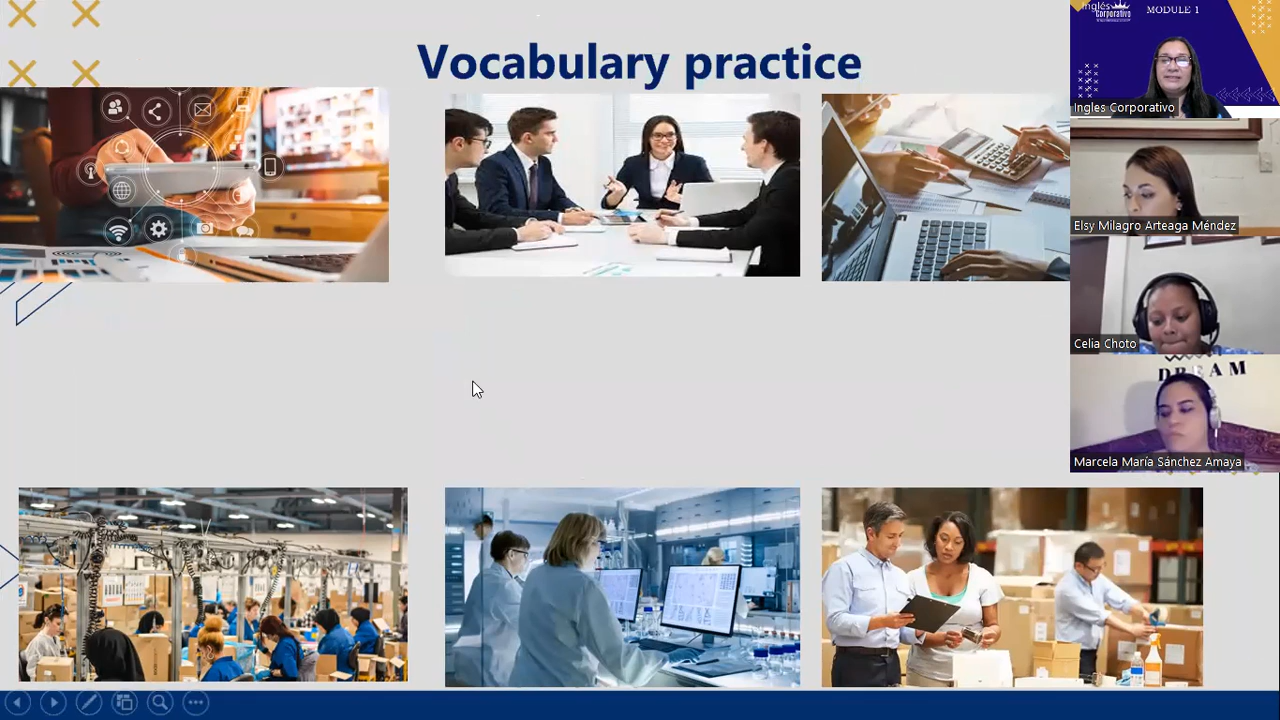 Vocabulary practice
Inglés
Corporativo
MODULE 1
Ingles Corporativo
Elsy Milagro Arteaga Méndez
Celia Choto
DREAM
Marcela María Sánchez Amaya